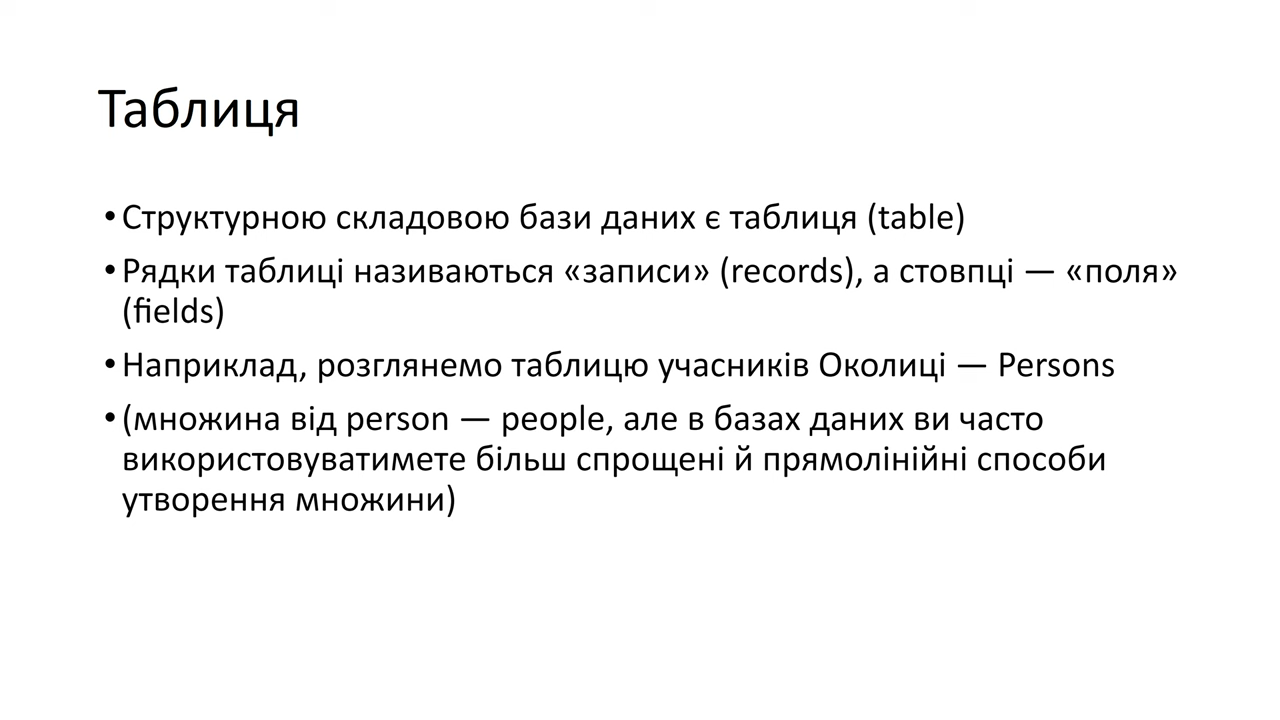 Таблиця
•Структурною складовою бази даних є таблиця (table)
•Рядки таблиці називаються «записи» (records), а стовпці — «поля»
(fields)
•Наприклад, розглянемо таблицю учасників Околиці — Persons
•(множина від person — people, але в базах даних ви часто
використовуватимете більш спрощені й прямолінійні способи
утворення множини)